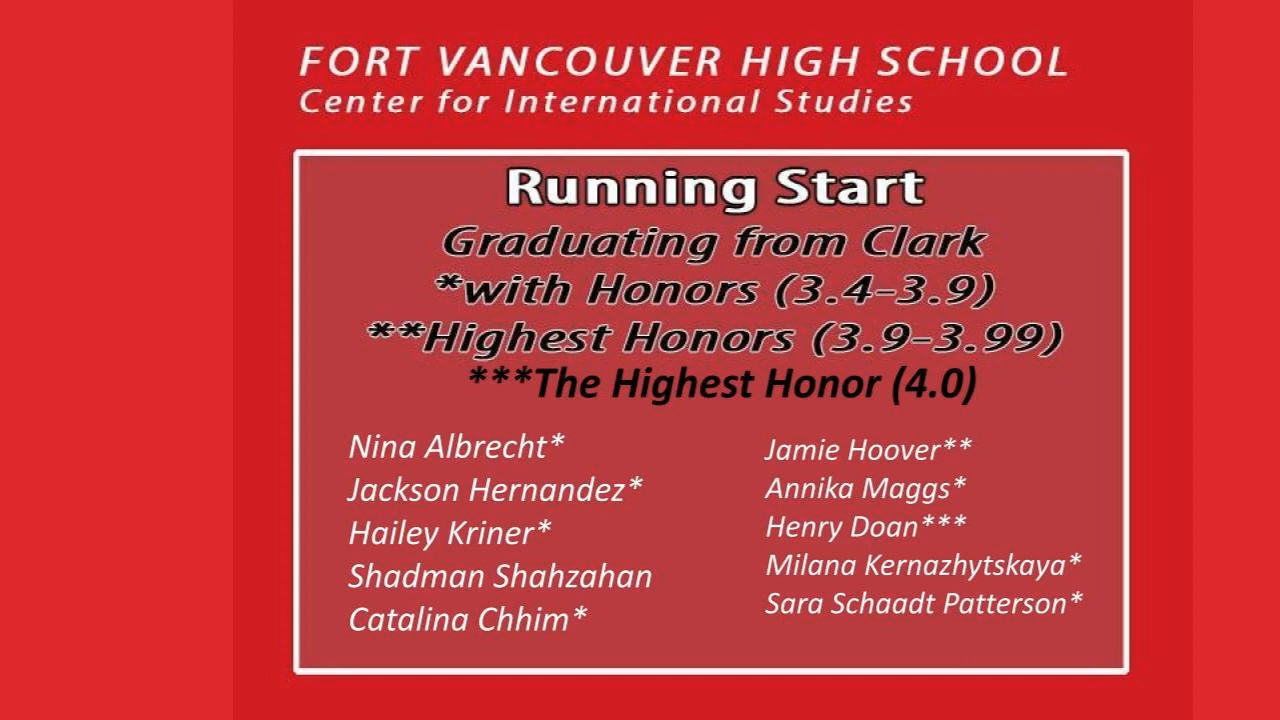 FORT VANCOUVER HIGH SCHOOL
Center for International Studies
Running Start
Graduating from Clark
*with Honors (3.4–3.9)
**Highest Honors (3.9–3.99)
***The Highest Honor (4.0)
Nina Albrecht*
Jackson Hernandez*
Hailey Kriner*
Shadman Shahzahan
Catalina Chhim*
Jamie Hoover**
Annika Maggs*
Henry Doan***
Milana Kernazhytskaya*
Sara Schaadt Patterson*